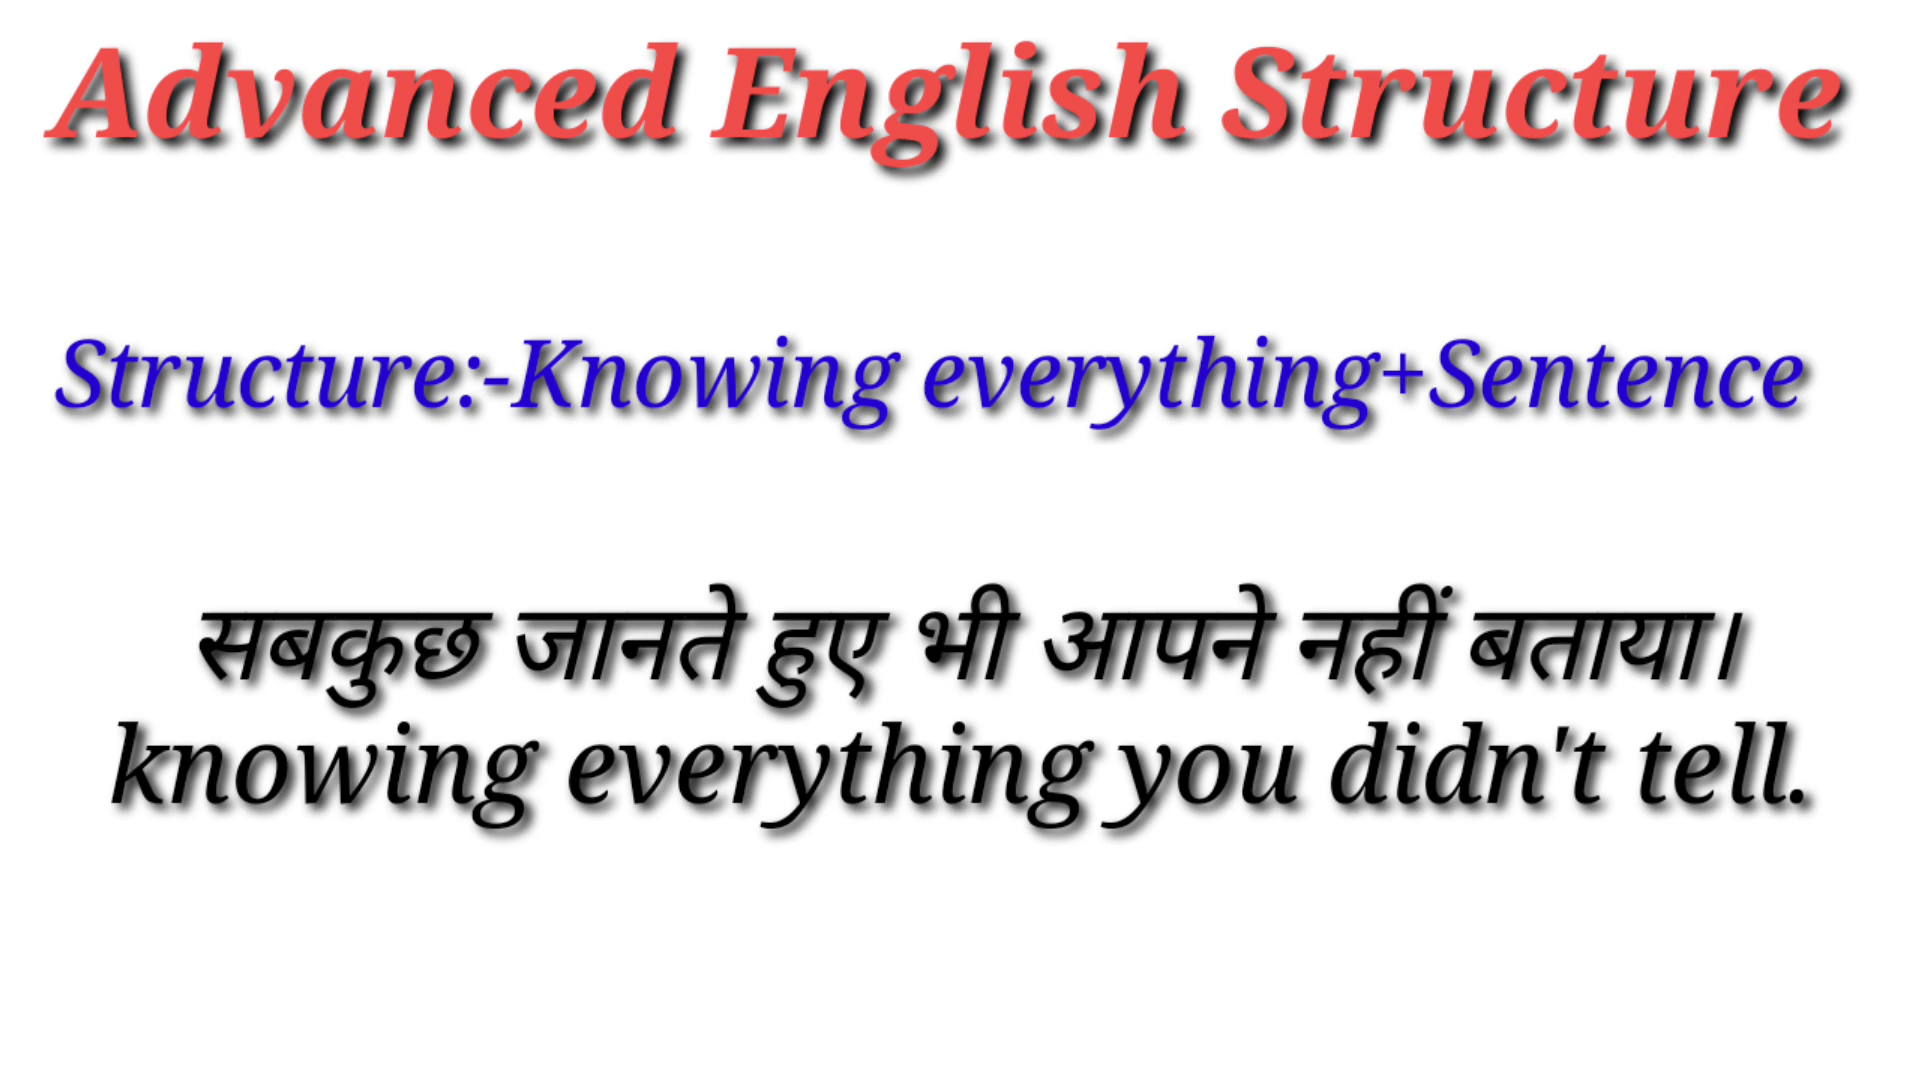 Advanced English Structure
Structure:-Knowing everything+Sentence
सबकुछ जानते हुए भी आपने नहीं बताया।
knowing everything you didn't tell.